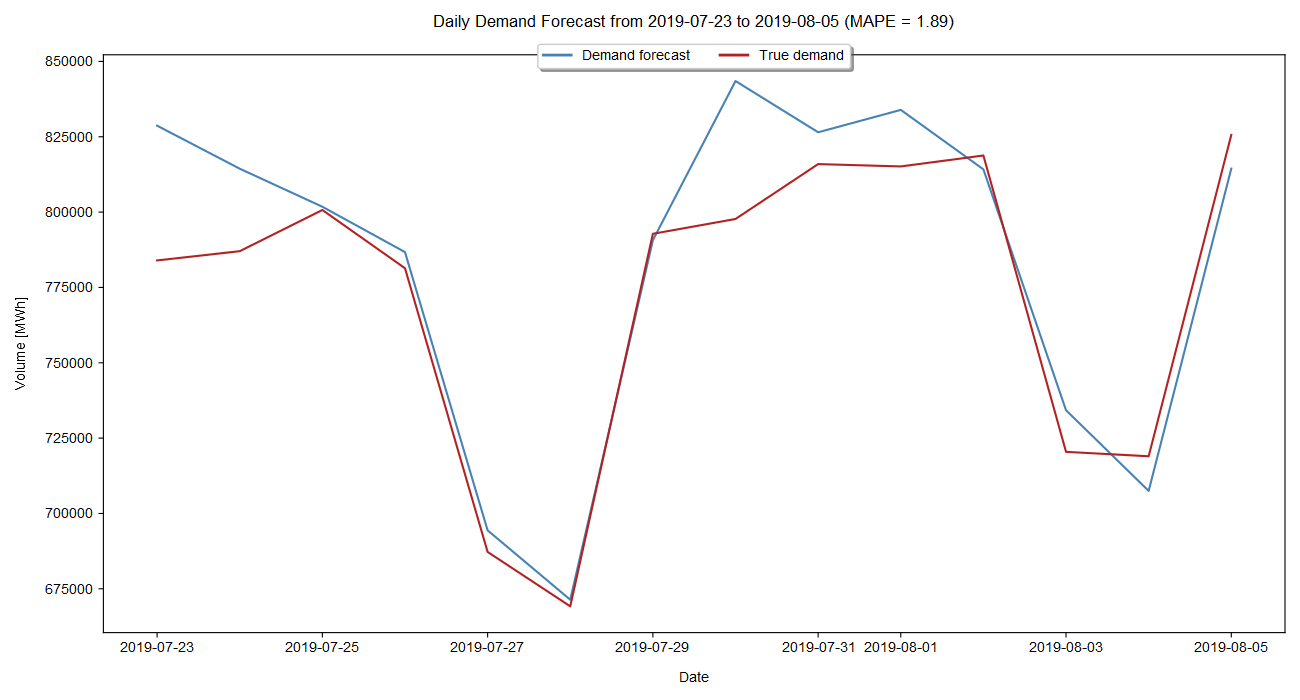 Daily Demand Forecast from 2019-07-23 to 2019-08-05 (MAPE = 1.89)
Demand forecast True demand
850000
825000
800000
775000
750000
725000
700000
675000
Volume [MWh]
2019-07-23 2019-07-25 2019-07-27 2019-07-29 2019-07-31 2019-08-01 2019-08-03 2019-08-05
Date